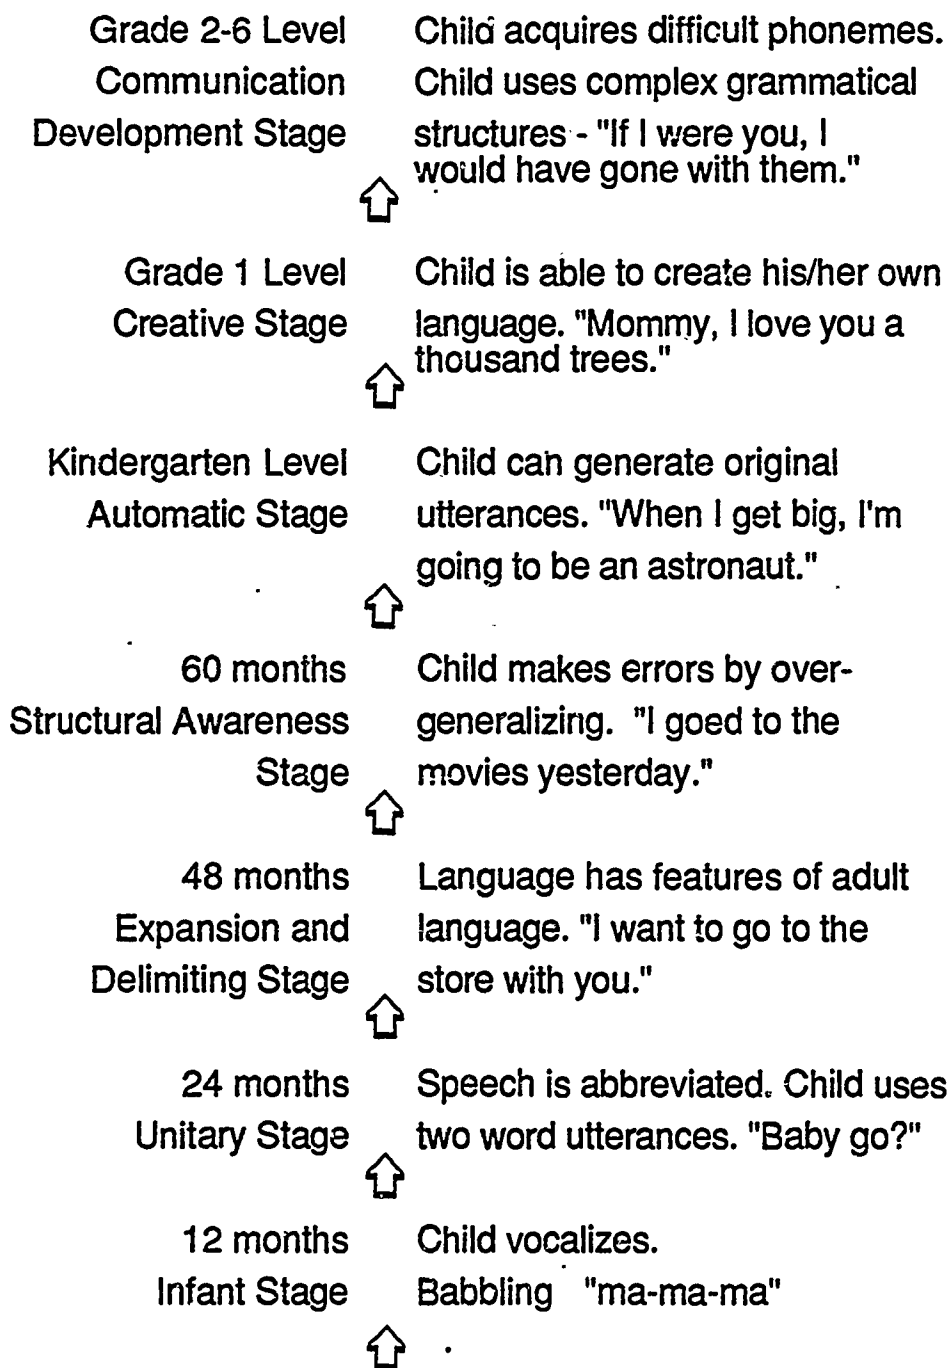 Grade 2-6 Level Child acquires difficult phonemes.
Communication Child uses complex grammatical
Development Stage structures - "If I were you, I
would have gone with them."
Grade 1 Level Child is able to create his/her own
Creative Stage language. "Mommy, I love you a
thousand trees."
Kindergarten Level Child can generate original
Automatic Stage utterances. "When I get big, I'm
going to be an astronaut."
60 months Child makes errors by over-
Structural Awareness generalizing. "I goed to the
Stage movies yesterday."
48 months Language has features of adult
Expansion and language. "I want to go to the
Delimiting Stage store with you."
24 months Speech is abbreviated. Child uses
Unitary Stage two word utterances. "Baby go?"
12 months Child vocalizes.
Infant Stage Babbling "ma-ma-ma"